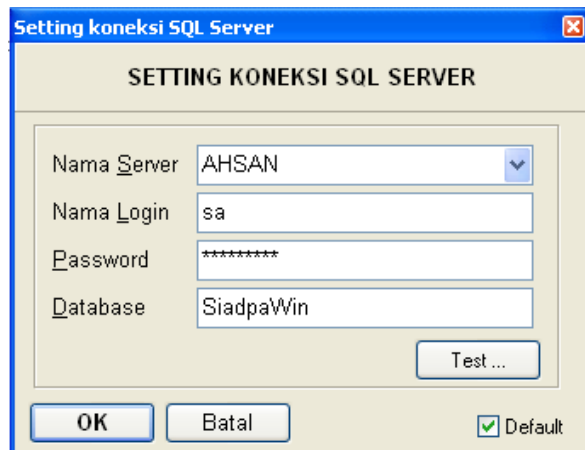 Setting koneksi SQL Server
SETTING KONEKSI SQL SERVER
Nama Server AHSAN
Nama Login sa
Password *********
Database SiadpaWin
Test ...
OK Batal Default